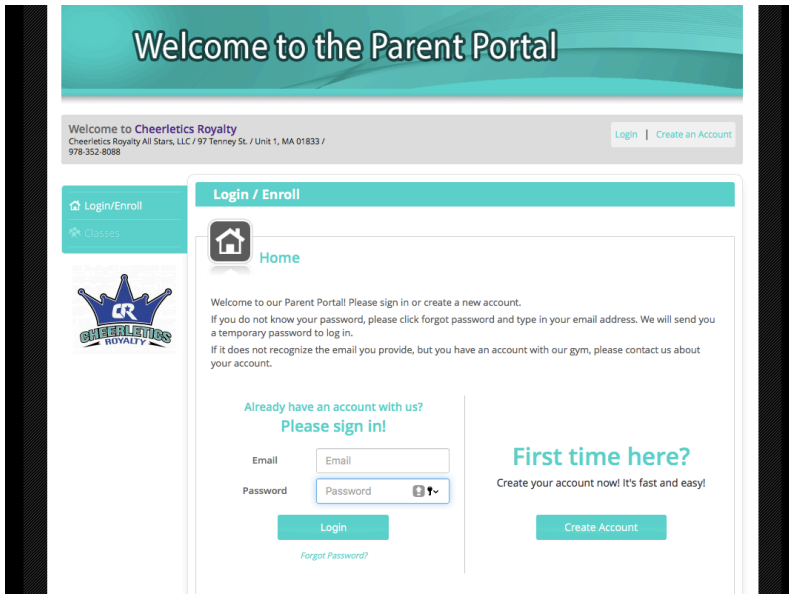 Welcome to the Parent Portal
Welcome to Cheerletics Royalty
Cheerletics Royalty All Stars, LLC / 97 Tenney St. / Unit 1, MA 01833 /
978-352-8088
Login | Create an Account
Login/Enroll
Classes
CR
CHEERLETICS
ROYALTY
Login / Enroll
Home
Welcome to our Parent Portal! Please sign in or create a new account.
If you do not know your password, please click forgot password and type in your email address. We will send you
a temporary password to log in.
If it does not recognize the email you provide, but you have an account with our gym, please contact us about
your account.
Already have an account with us?
Please sign in!
Email
Email
Password
Password
Login
Forgot Password?
First time here?
Create your account now! It's fast and easy!
Create Account